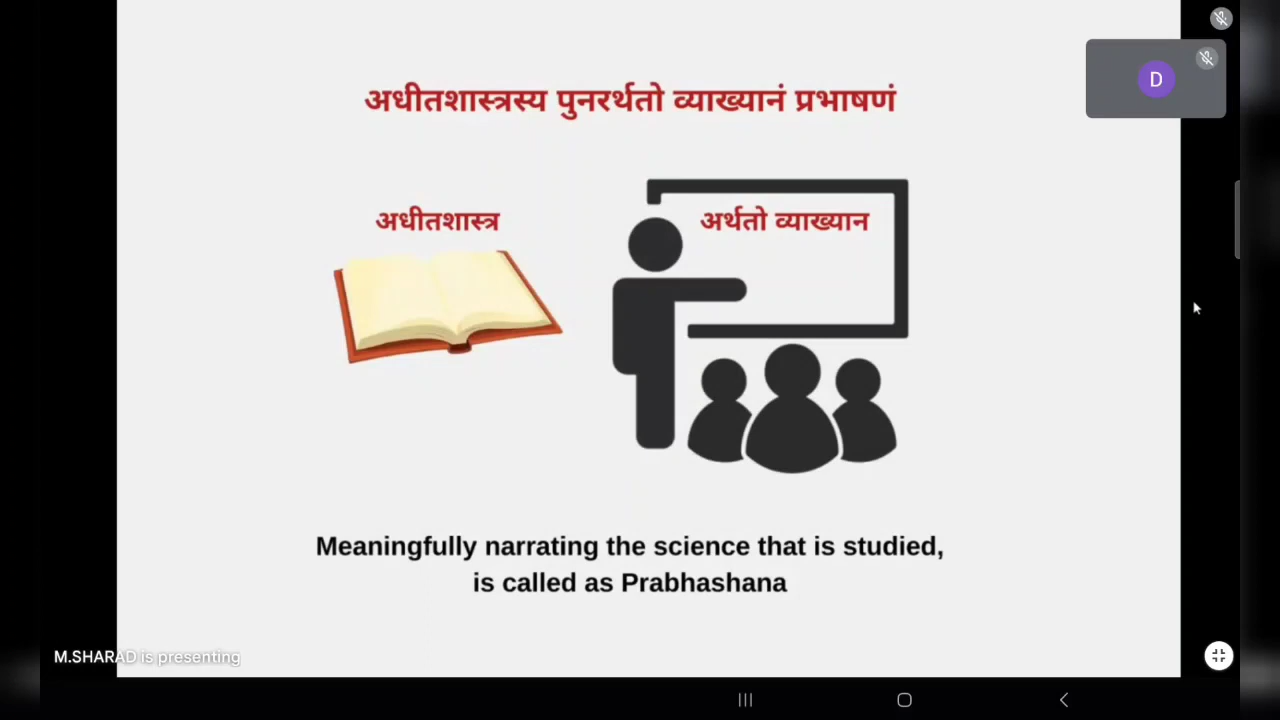 अधीतशास्त्रस्य पुनरर्थतो व्याख्यानं प्रभाषणं
D
अधीतशास्त्र
अर्थतो व्याख्यान
Meaningfully narrating the science that is studied,
is called as Prabhashana
M.SHARAD is presenting